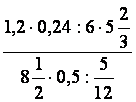 1,2 · 0,24 : 6 · 5 2/3
8 1/2 · 0,5 : 5/12